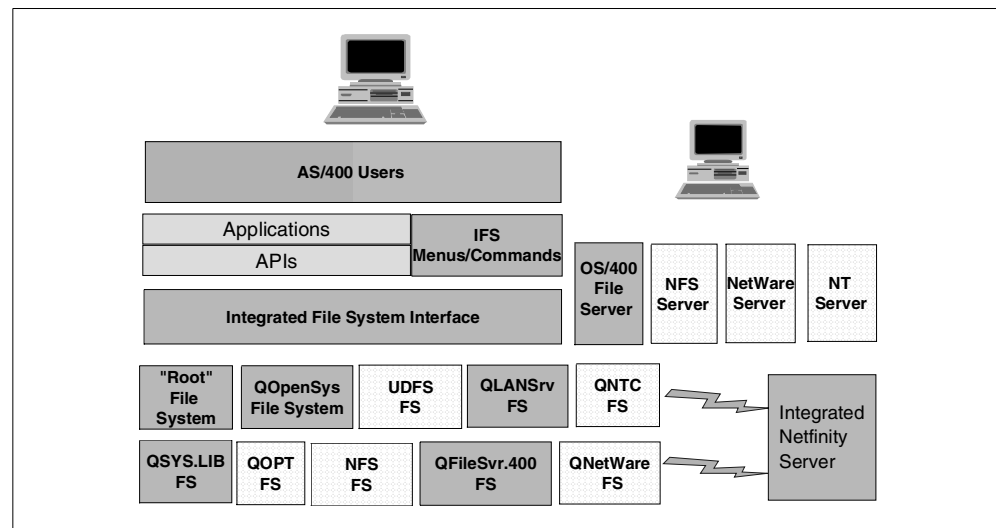 AS/400 Users
Applications
APIs
IFS
Menus/Commands
Integrated File System Interface
OS/400
File
Server
NFS
Server
NetWare
Server
NT
Server
"Root"
File
System
QOpenSys
File System
UDFS
FS
QLANSrv
FS
QNTC
FS
QSYS.LIB
FS
QOPT
FS
NFS
FS
QFileSvr.400
FS
QNetWare
FS
Integrated
Netfinity
Server